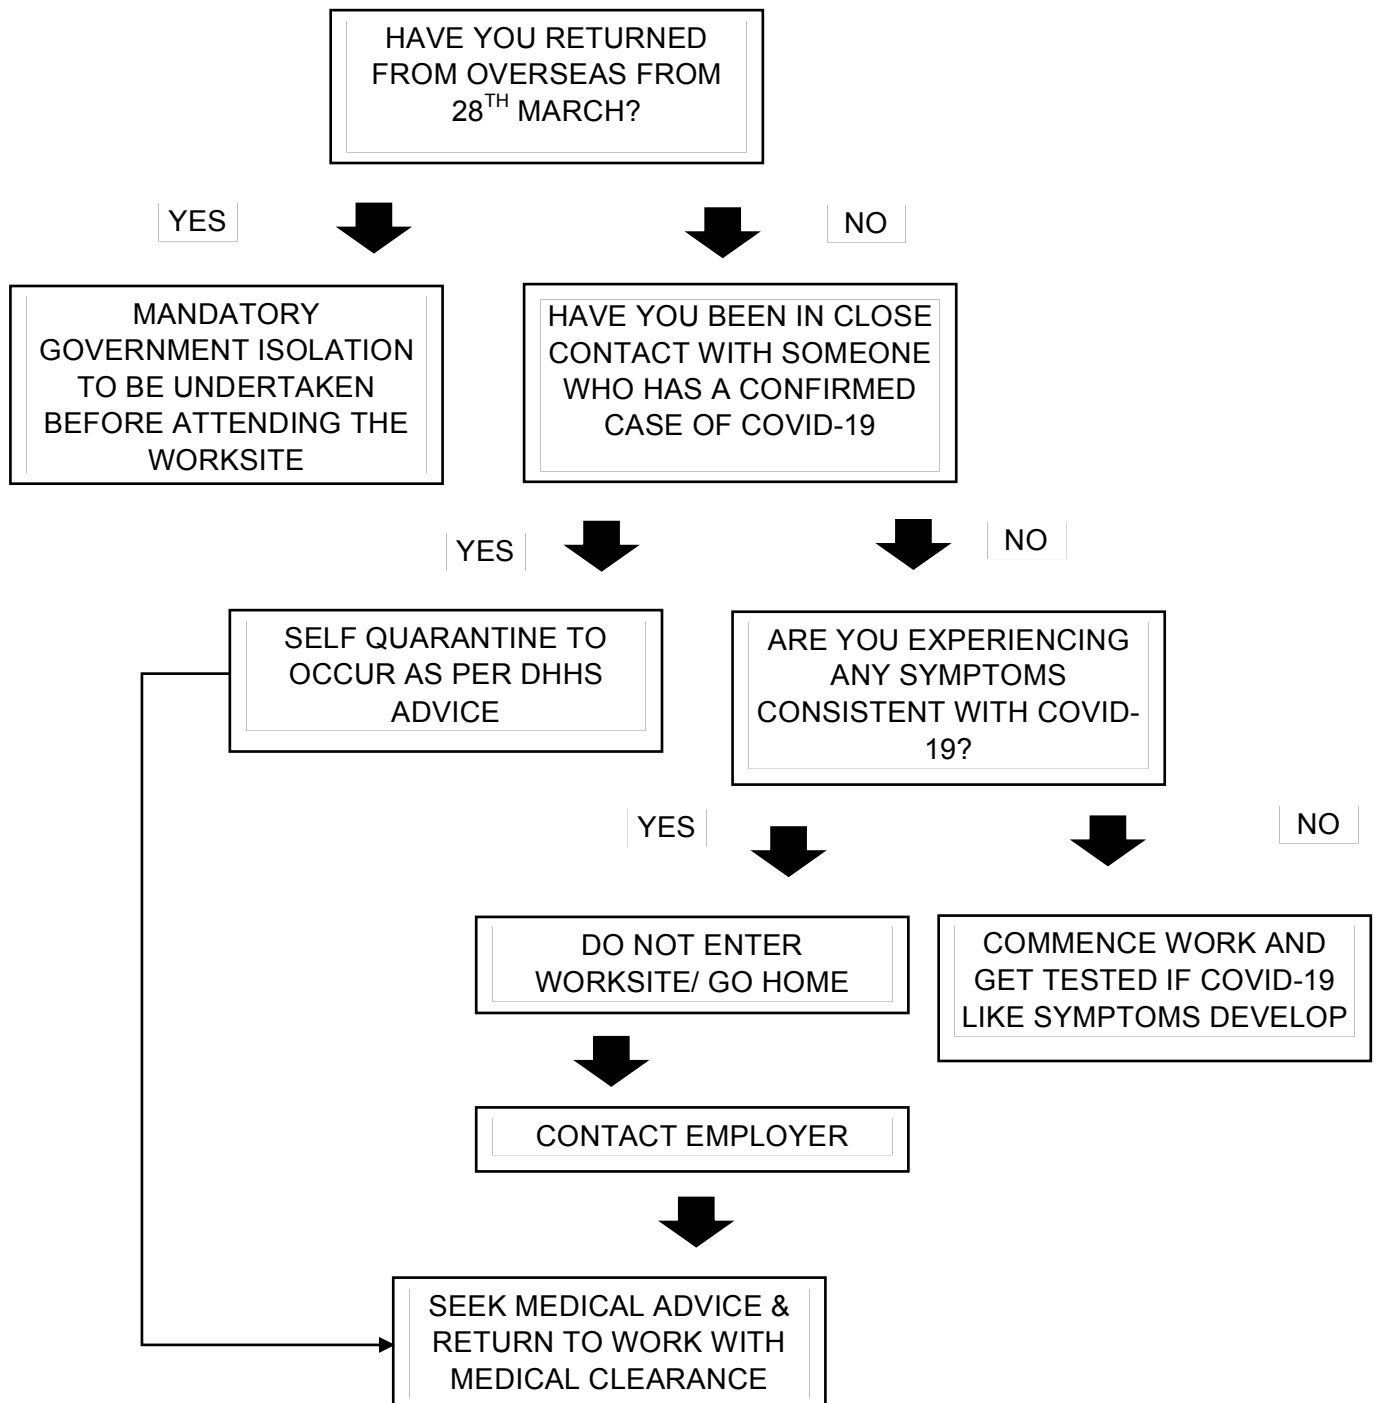 HAVE YOU RETURNED
FROM OVERSEAS FROM
28TH MARCH?
YES
NO
MANDATORY
GOVERNMENT ISOLATION
TO BE UNDERTAKEN
BEFORE ATTENDING THE
WORKSITE
HAVE YOU BEEN IN CLOSE
CONTACT WITH SOMEONE
WHO HAS A CONFIRMED
CASE OF COVID-19
YES
NO
SELF QUARANTINE TO
OCCUR AS PER DHHS
ADVICE
ARE YOU EXPERIENCING
ANY SYMPTOMS
CONSISTENT WITH COVID-
19?
YES
NO
DO NOT ENTER
WORKSITE/ GO HOME
COMMENCE WORK AND
GET TESTED IF COVID-19
LIKE SYMPTOMS DEVELOP
CONTACT EMPLOYER
SEEK MEDICAL ADVICE &
RETURN TO WORK WITH
MEDICAL CLEARANCE